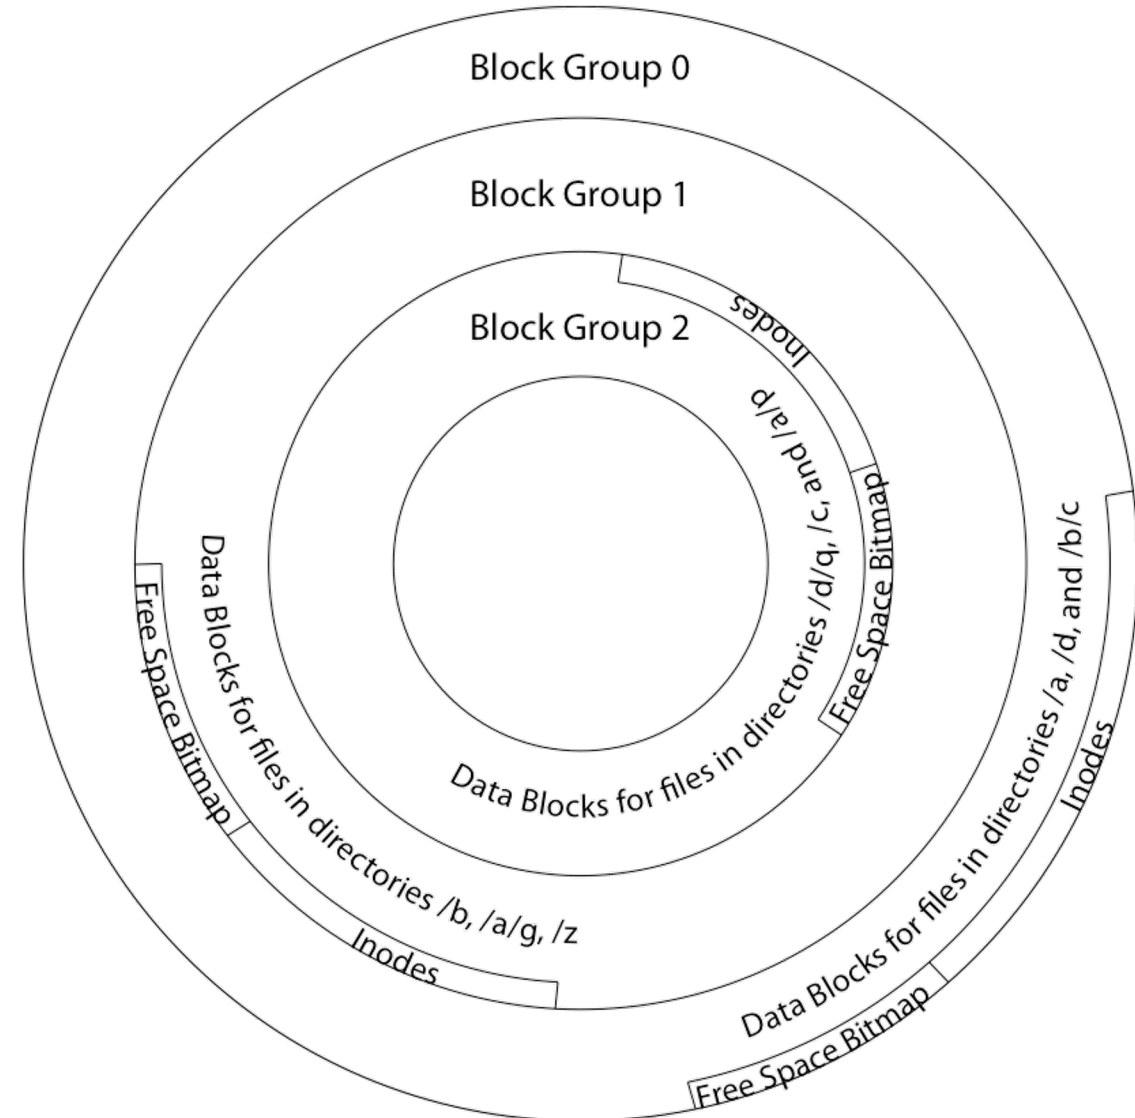 Block Group 0
Block Group 1
Block Group 2
Inodes
Data Blocks for files in directories /d/q, /c, and /a/p
Free Space Bitmap
Data Blocks for files in directories /b, /a/g, /z
Free Space Bitmap
Inodes
Data Blocks for files in directories /a, /d, and /b/c
Inodes
Free Space Bitmap